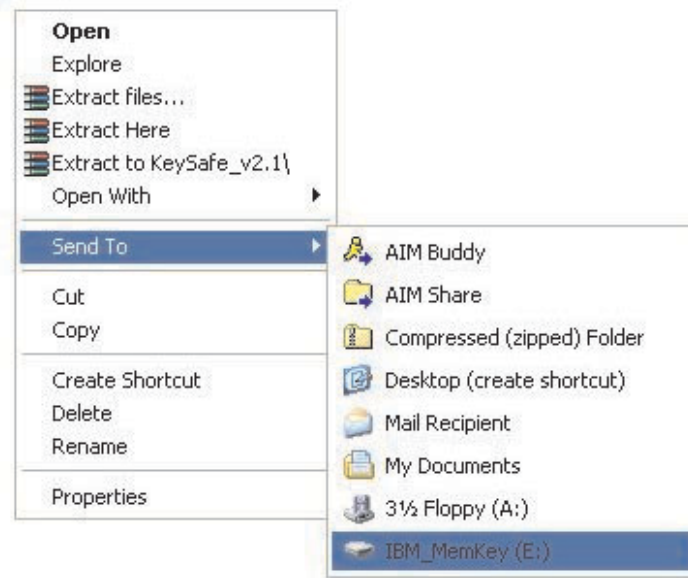 Open
Explore
Extract files...
Extract Here
Extract to KeySafe_v2.1\
Open With
Send To
Cut
Copy
Create Shortcut
Delete
Rename
Properties
AIM Buddy
AIM Share
Compressed (zipped) Folder
Desktop (create shortcut)
Mail Recipient
My Documents
3½ Floppy (A:)
IBM_MemKey (E:)